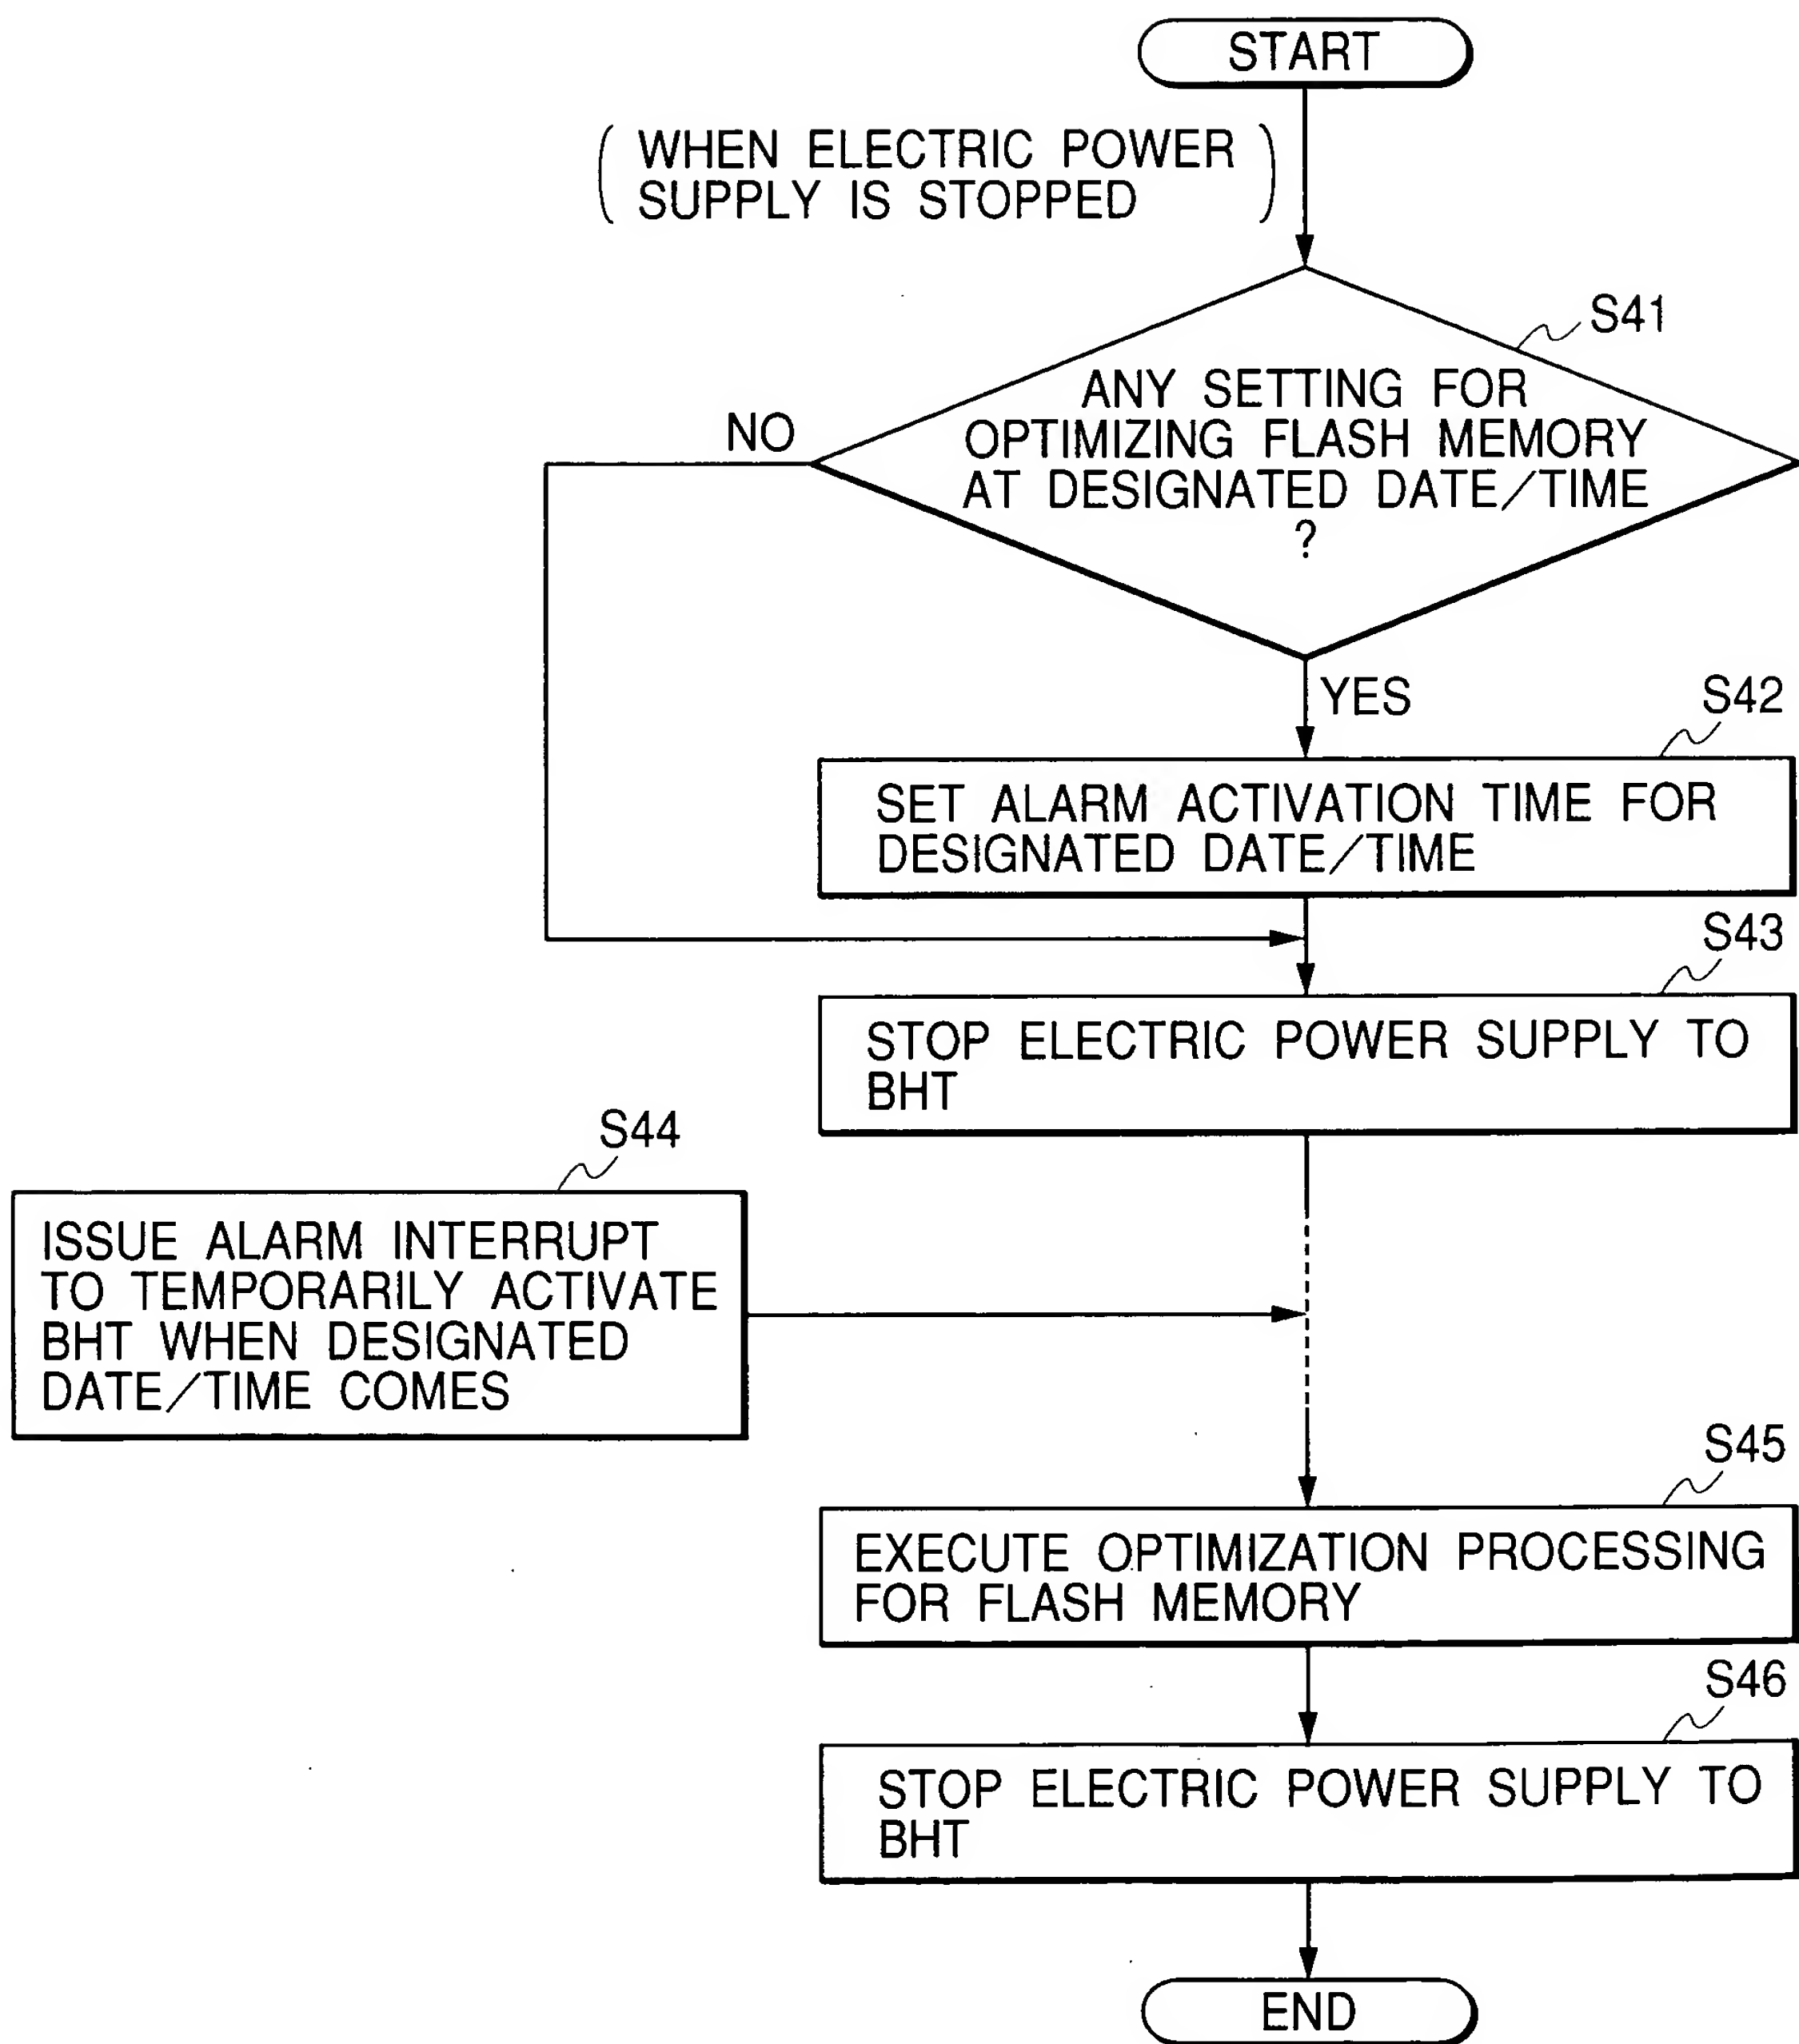 START
( WHEN ELECTRIC POWER
SUPPLY IS STOPPED )
S41
ANY SETTING FOR
OPTIMIZING FLASH MEMORY
AT DESIGNATED DATE/TIME
?
NO
YES
S42
SET ALARM ACTIVATION TIME FOR
DESIGNATED DATE/TIME
S43
STOP ELECTRIC POWER SUPPLY TO
BHT
S44
ISSUE ALARM INTERRUPT
TO TEMPORARILY ACTIVATE
BHT WHEN DESIGNATED
DATE/TIME COMES
S45
EXECUTE OPTIMIZATION PROCESSING
FOR FLASH MEMORY
S46
STOP ELECTRIC POWER SUPPLY TO
BHT
END